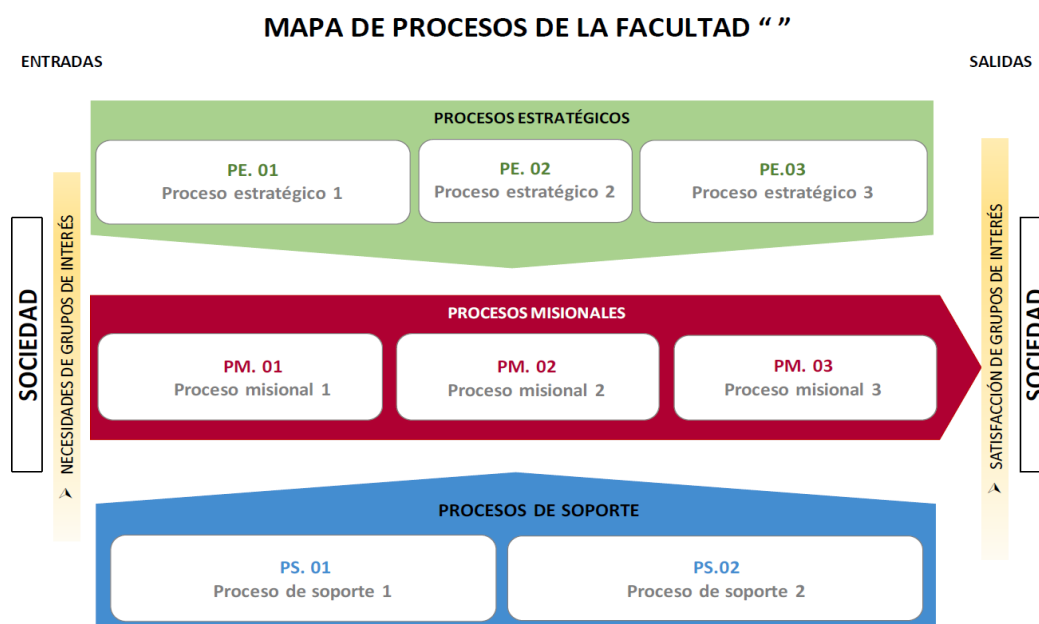 MAPA DE PROCESOS DE LA FACULTAD “ ”
ENTRADAS
SALIDAS
PROCESOS ESTRATÉGICOS
PE. 01
Proceso estratégico 1
PE. 02
Proceso estratégico 2
PE.03
Proceso estratégico 3
SOCIEDAD
NECESIDADES DE GRUPOS DE INTERÉS
PROCESOS MISIONALES
PM. 01
Proceso misional 1
PM. 02
Proceso misional 2
PM. 03
Proceso misional 3
SATISFACCIÓN DE GRUPOS DE INTERÉS
SOCIEDAD
PROCESOS DE SOPORTE
PS. 01
Proceso de soporte 1
PS.02
Proceso de soporte 2